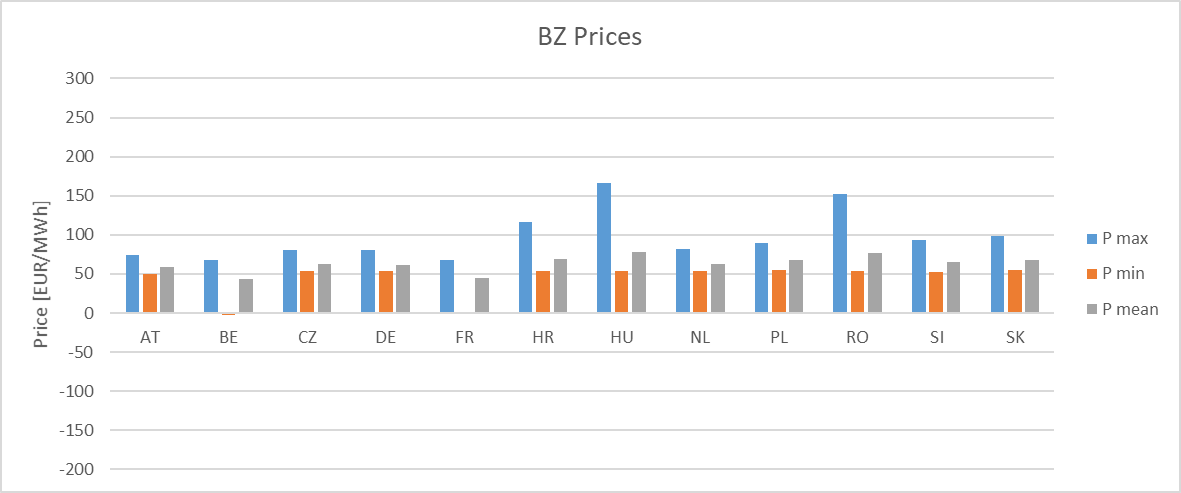 BZ Prices
Price [EUR/MWh]
300
250
200
150
100
50
0
-50
-100
-150
-200
AT BE CZ DE FR HR HU NL PL RO SI SK
P max
P min
P mean